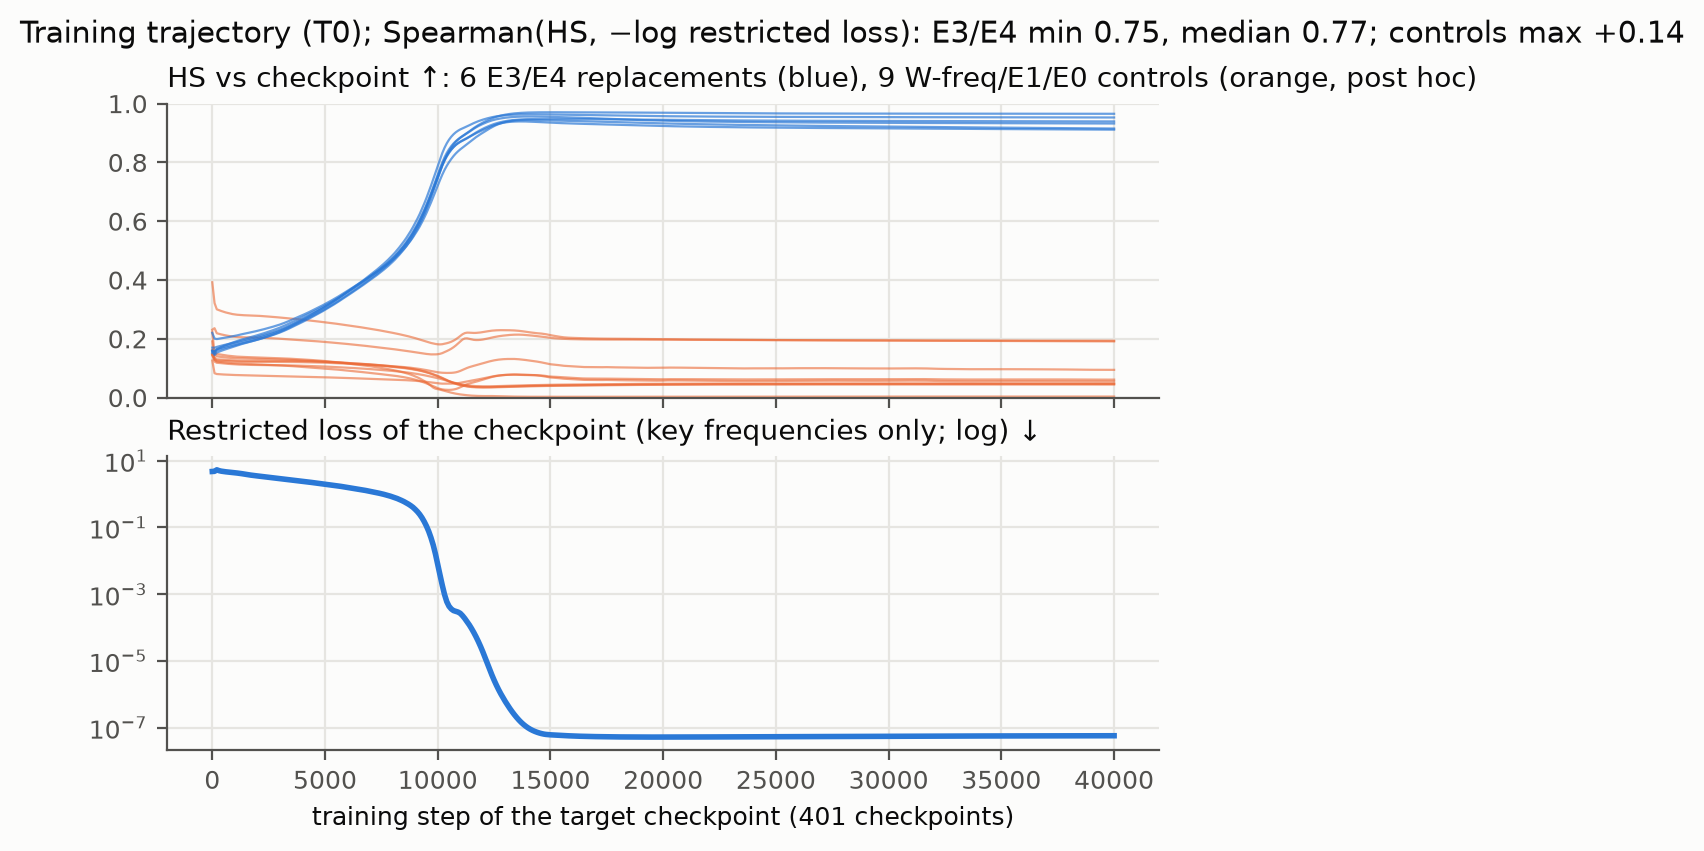 Training trajectory (T0); Spearman(HS, −log restricted loss): E3/E4 min 0.75, median 0.77; controls max +0.14
HS vs checkpoint ↑: 6 E3/E4 replacements (blue), 9 W-freq/E1/E0 controls (orange, post hoc)
1.0
0.8
0.6
0.4
0.2
0.0
Restricted loss of the checkpoint (key frequencies only; log) ↓
10¹
10⁻¹
10⁻³
10⁻⁵
10⁻⁷
0 5000 10000 15000 20000 25000 30000 35000 40000
training step of the target checkpoint (401 checkpoints)